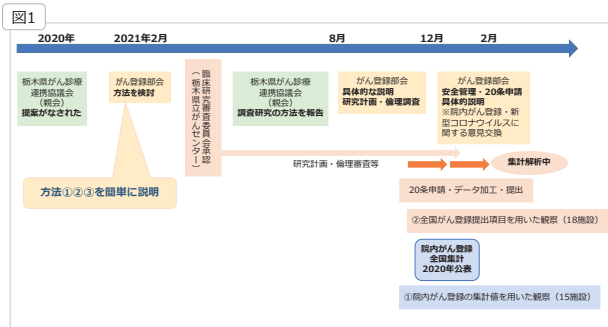 図1
2020年
2021年2月
8月
12月
2月
栃木県がん診療
連携協議会
（親会）
提案がなされた
がん登録部会
方法を検討
臨床研究審査委員会承認
（栃木県立がんセンター）
栃木県がん診療
連携協議会
（親会）
調査研究の方法を報告
がん登録部会
具体的な説明
研究計画・倫理調査
がん登録部会
安全管理・20条申請
具体的説明
※院内がん登録・新
型コロナウイルスに
関する意見交換
研究計画・倫理審査等
集計解析中
方法①②③を簡単に説明
20条申請・データ加工・提出
②全国がん登録提出項目を用いた観察（18施設）
院内がん登録
全国集計
2020年公表
①院内がん登録の集計値を用いた観察（15施設）